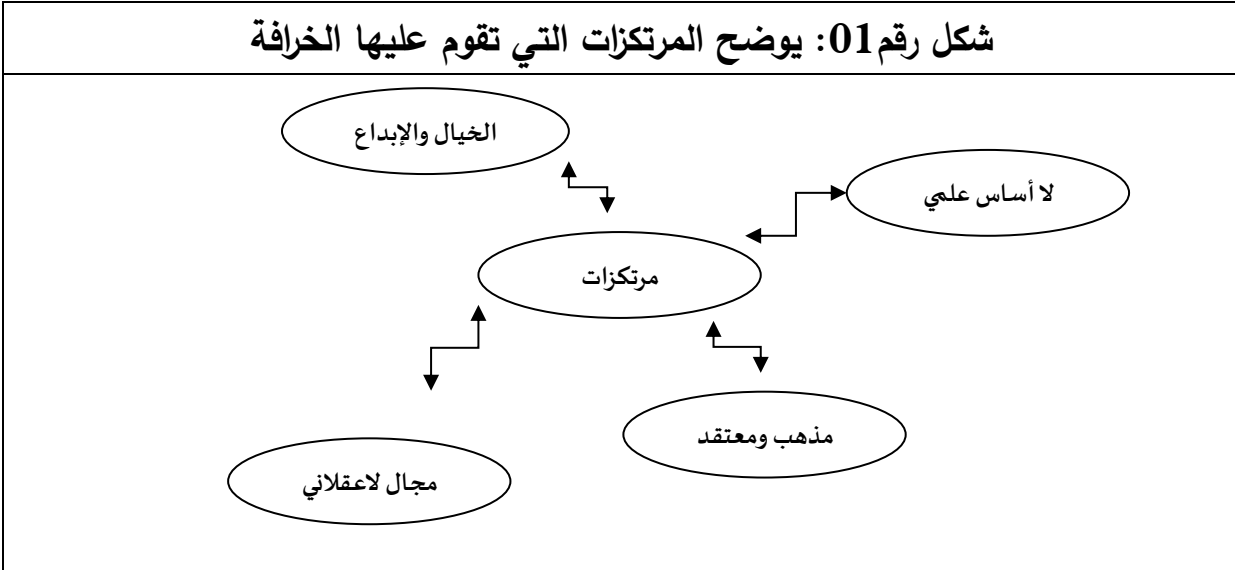 شكل رقم01: يوضح المرتكزات التي تقوم عليها الخرافة
الخيال والإبداع
لا أساس علمي
مرتكزات
مذهب ومعتقد
مجال لاعقلاني